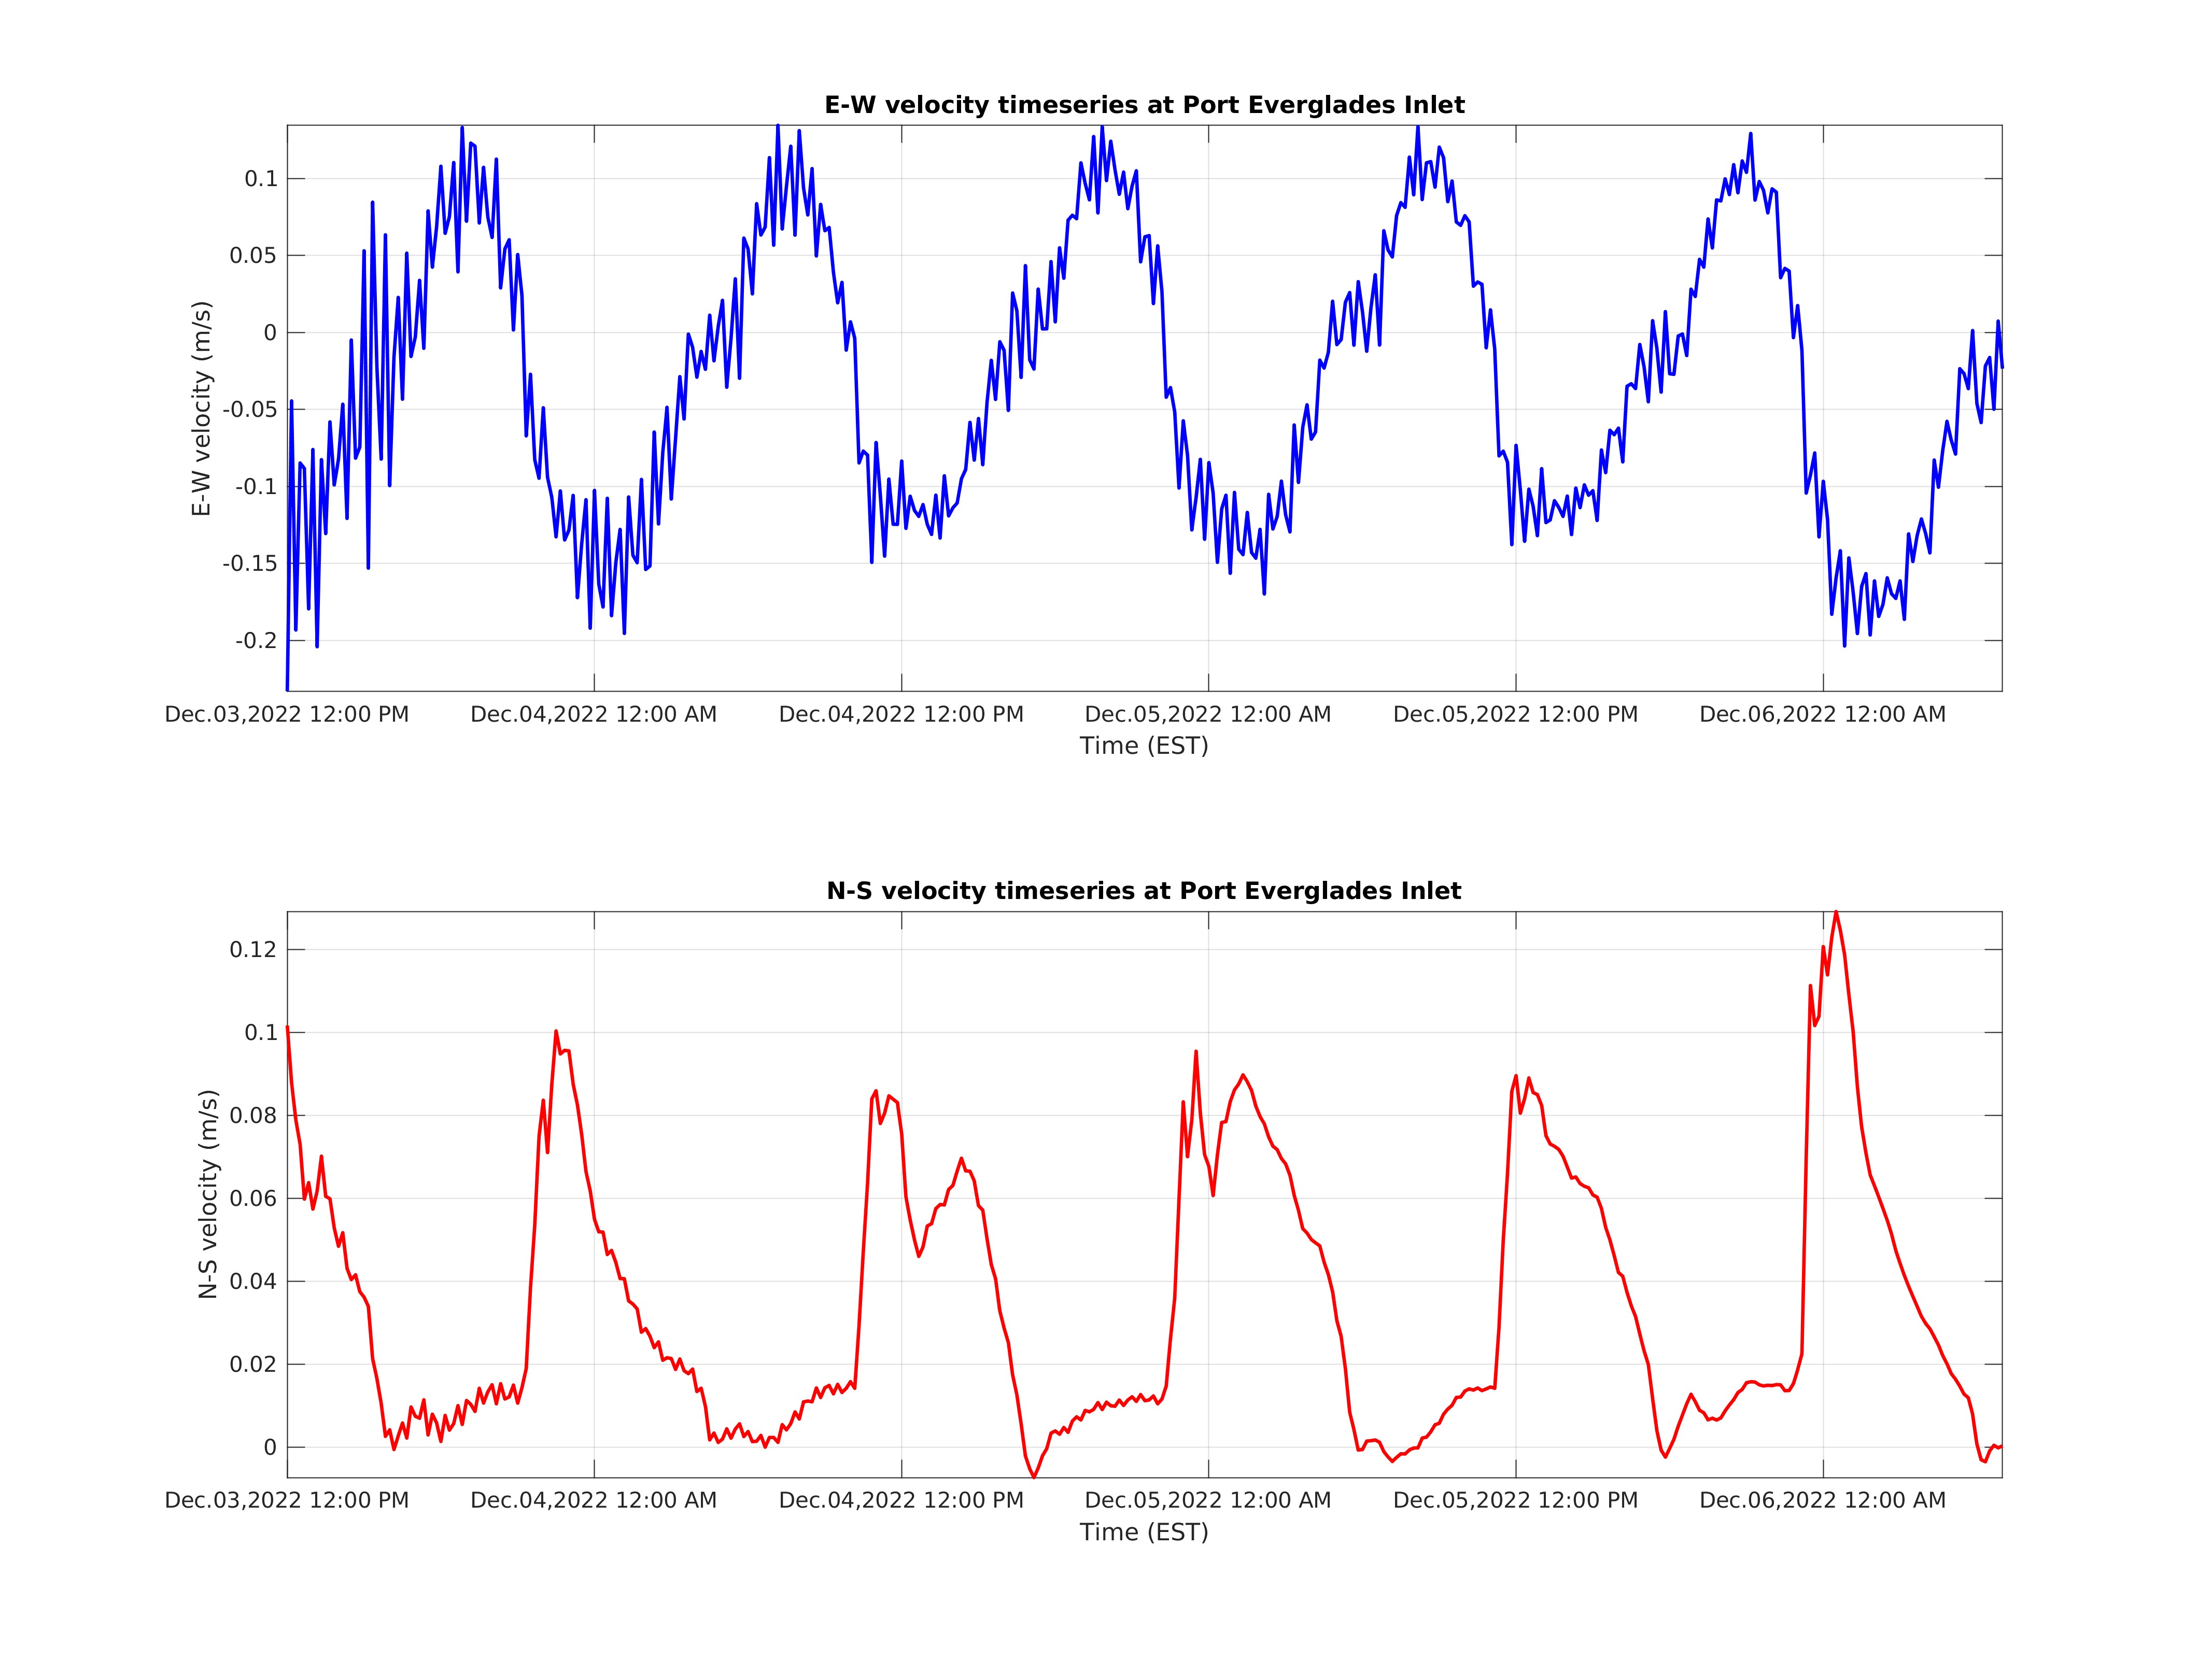 E-W velocity timeseries at Port Everglades Inlet
0.1
0.05
0
-0.05
-0.1
-0.15
-0.2
E-W velocity (m/s)
Dec.03,2022 12:00 PM Dec.04,2022 12:00 AM Dec.04,2022 12:00 PM Dec.05,2022 12:00 AM Dec.05,2022 12:00 PM Dec.06,2022 12:00 AM
Time (EST)
N-S velocity timeseries at Port Everglades Inlet
0.12
0.1
0.08
0.06
0.04
0.02
0
N-S velocity (m/s)
Dec.03,2022 12:00 PM Dec.04,2022 12:00 AM Dec.04,2022 12:00 PM Dec.05,2022 12:00 AM Dec.05,2022 12:00 PM Dec.06,2022 12:00 AM
Time (EST)